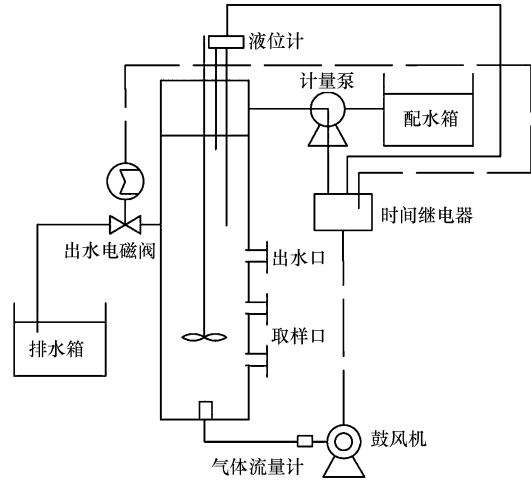 液位计
计量泵
配水箱
时间继电器
出水电磁阀
出水口
取样口
排水箱
鼓风机
气体流量计